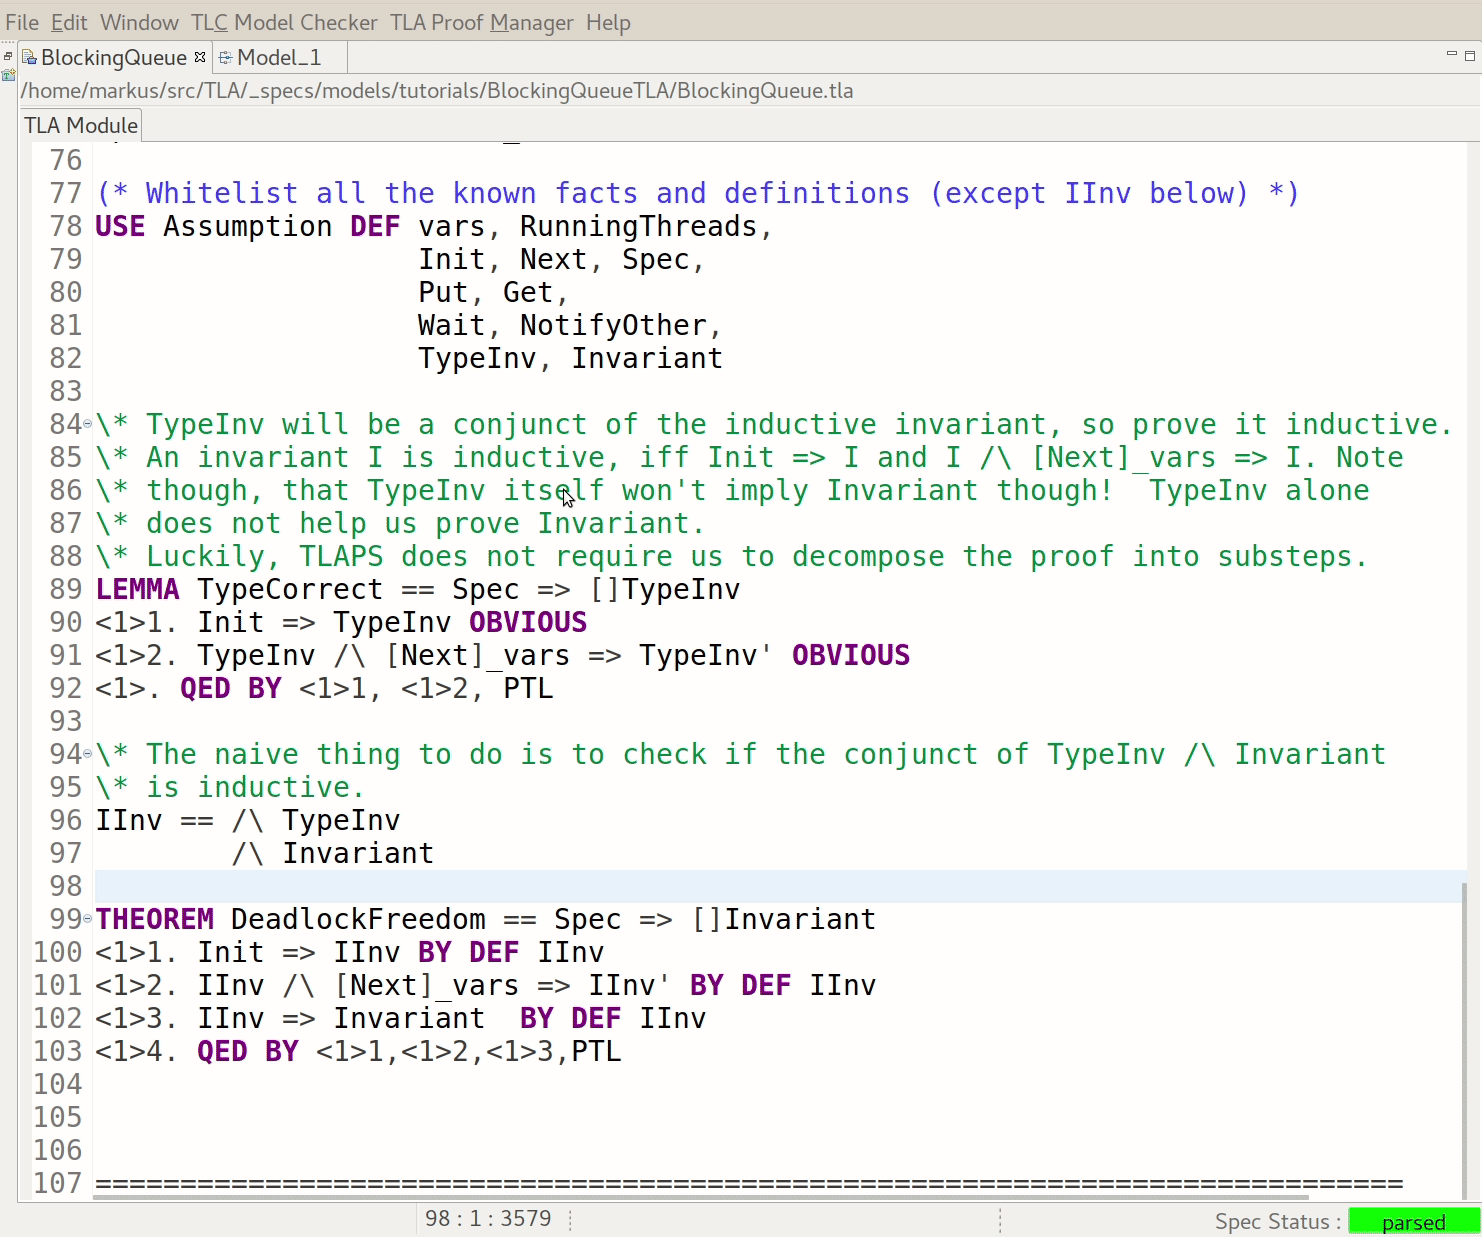 File Edit Window TLC Model Checker TLA Proof Manager Help
BlockingQueue Model_1
/home/markus/src/TLA/_specs/models/tutorials/BlockingQueueTLA/BlockingQueue.tla
TLA Module
76
77 (* Whitelist all the known facts and definitions (except IInv below) *)
78 USE Assumption DEF vars, RunningThreads,
79 Init, Next, Spec,
80 Put, Get,
81 Wait, NotifyOther,
82 TypeInv, Invariant
83
84 \* TypeInv will be a conjunct of the inductive invariant, so prove it inductive.
85 \* An invariant I is inductive, iff Init => I and I /\ [Next]_vars => I. Note
86 \* though, that TypeInv itself won't imply Invariant though!  TypeInv alone
87 \* does not help us prove Invariant.
88 \* Luckily, TLAPS does not require us to decompose the proof into substeps.
89 LEMMA TypeCorrect == Spec => []TypeInv
90 <1>1. Init => TypeInv OBVIOUS
91 <1>2. TypeInv /\ [Next]_vars => TypeInv' OBVIOUS
92 <1>. QED BY <1>1, <1>2, PTL
93
94 \* The naive thing to do is to check if the conjunct of TypeInv /\ Invariant
95 \* is inductive.
96 IInv == /\ TypeInv
97 /\ Invariant
98
99 THEOREM DeadlockFreedom == Spec => []Invariant
100 <1>1. Init => IInv BY DEF IInv
101 <1>2. IInv /\ [Next]_vars => IInv' BY DEF IInv
102 <1>3. IInv => Invariant  BY DEF IInv
103 <1>4. QED BY <1>1,<1>2,<1>3,PTL
104
105
106
107 =============================================================================
98 : 1 : 3579
Spec Status : parsed